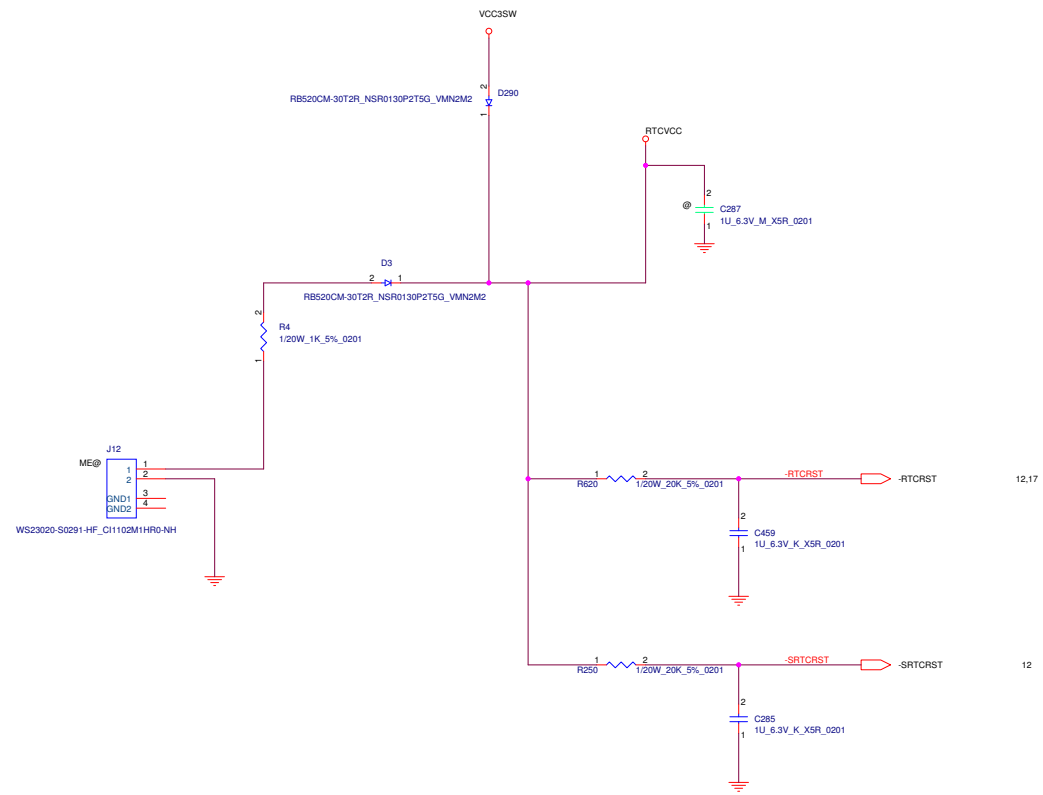 VCC3SW
2
D290
RB520CM-30T2R_NSR0130P2T5G_VMN2M2
1
RTCVCC
2
@
C287
1U_6.3V_M_X5R_0201
1
D3
2
1
RB520CM-30T2R_NSR0130P2T5G_VMN2M2
2
R4
1/20W_1K_5%_0201
1
J12
ME@
1
1
2
2
GND1
3
GND2
4
WS23020-S0291-HF_CI1102M1HR0-NH
1
2
R620
1/20W_20K_5%_0201
-RTCRST
-RTCRST
12,17
2
C459
1U_6.3V_K_X5R_0201
1
1
2
R250
1/20W_20K_5%_0201
-SRTCRST
-SRTCRST
12
2
C285
1U_6.3V_K_X5R_0201
1